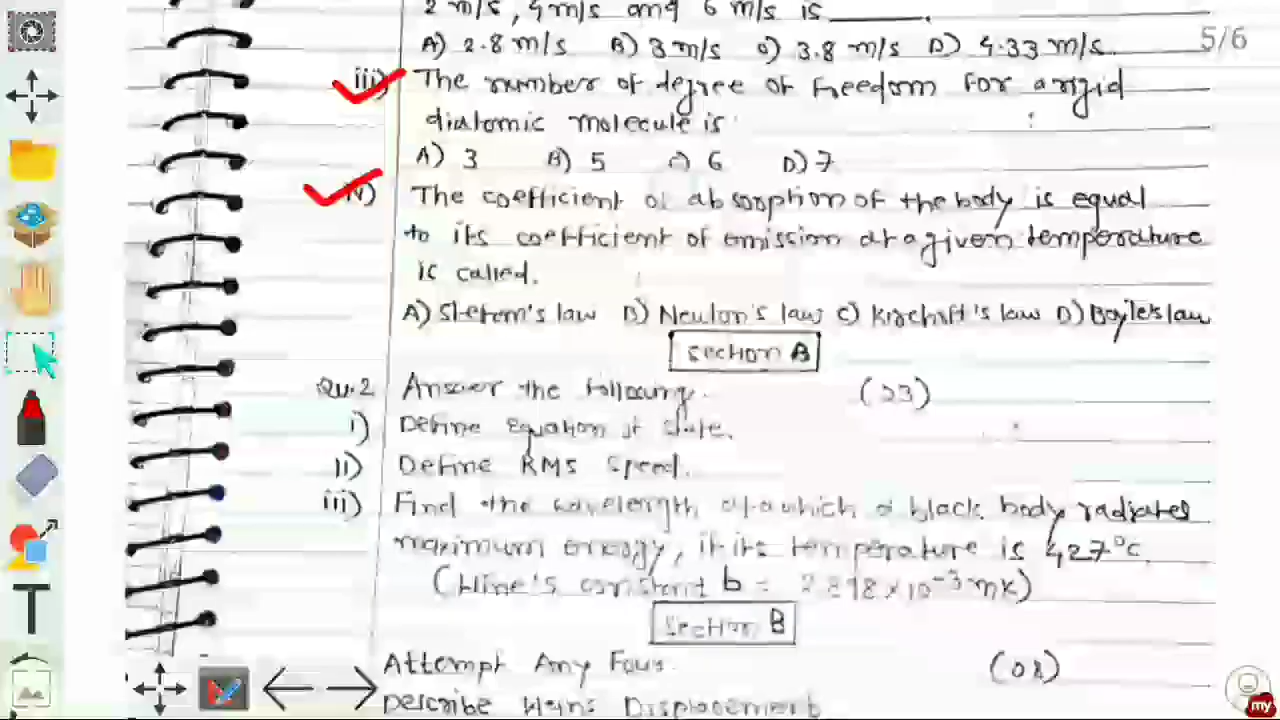 2 m/s, 4 m/s and 6 m/s is ______.
A) 2.8 m/s B) 3 m/s C) 3.8 m/s D) 4.33 m/s.
5/6
iii) The number of degree of freedom for a rigid
diatomic molecule is
A) 3 B) 5 C) 6 D) 7
iv) The coefficient of absorption of the body is equal
to its coefficient of emission at a given temperature
is called.
A) Stefan's law B) Newton's law C) Kirchoff's law D) Boyle's law
Section B
Qu.2 Answer the following. (23)
i) Define Equation of State.
ii) Define RMS Speed.
iii) Find the wavelength at which a black body radiates
maximum energy, if its temperature is 427°C.
(Wine's constant b = 2.898 × 10⁻³ mK)
Section B
Attempt Any Four. (08)
Describe Wens Displacement
my